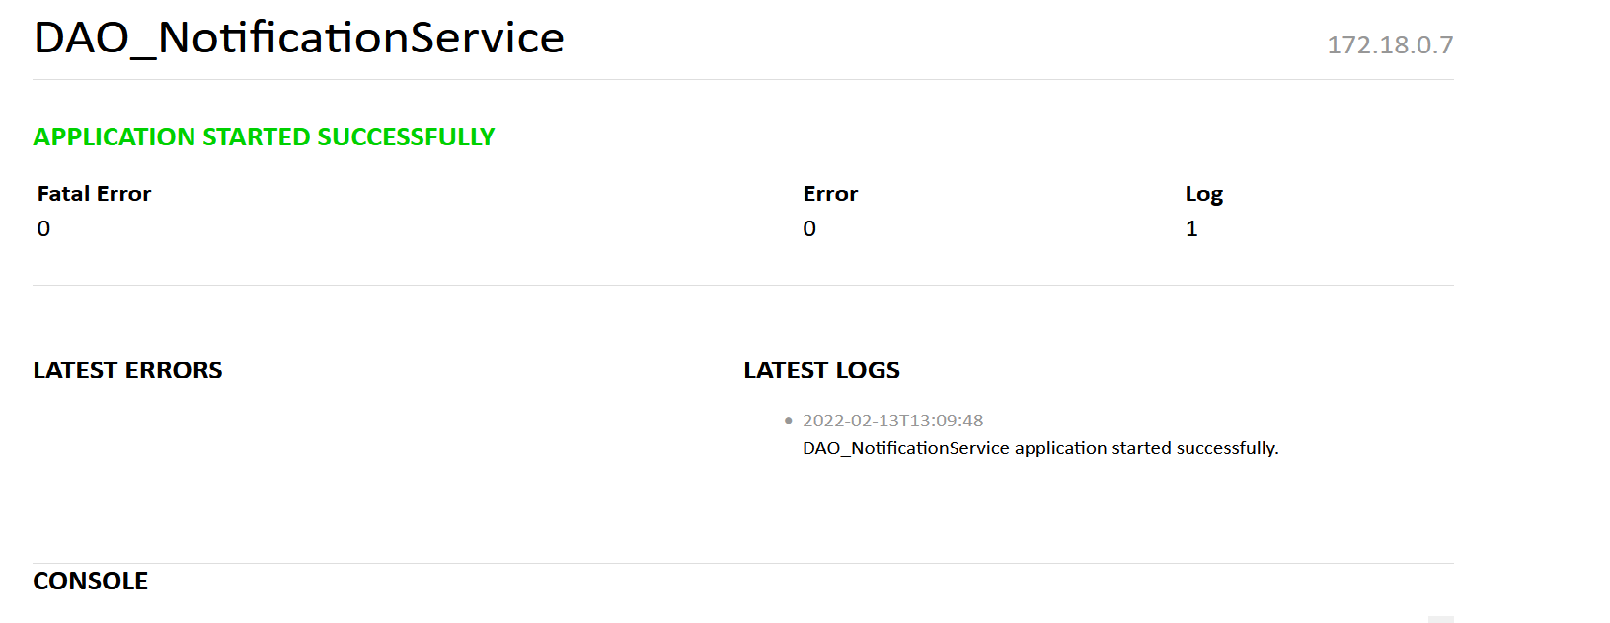 DAO_NotificationService
172.18.0.7
APPLICATION STARTED SUCCESSFULLY
Fatal Error Error Log
0 0 1
LATEST ERRORS
LATEST LOGS
2022-02-13T13:09:48
DAO_NotificationService application started successfully.
CONSOLE